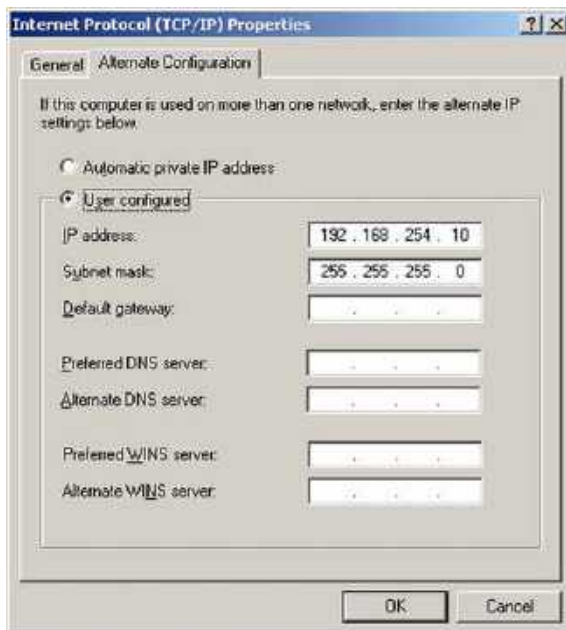 Internet Protocol (TCP/IP) Properties
General Alternate Configuration
If this computer is used on more than one network, enter the alternate IP
settings below.
Automatic private IP address
User configured
IP address: 192 . 168 . 254 . 10
Subnet mask: 255 . 255 . 255 . 0
Default gateway: . . .
Preferred DNS server: . . .
Alternate DNS server: . . .
Preferred WINS server: . . .
Alternate WINS server: . . .
OK Cancel